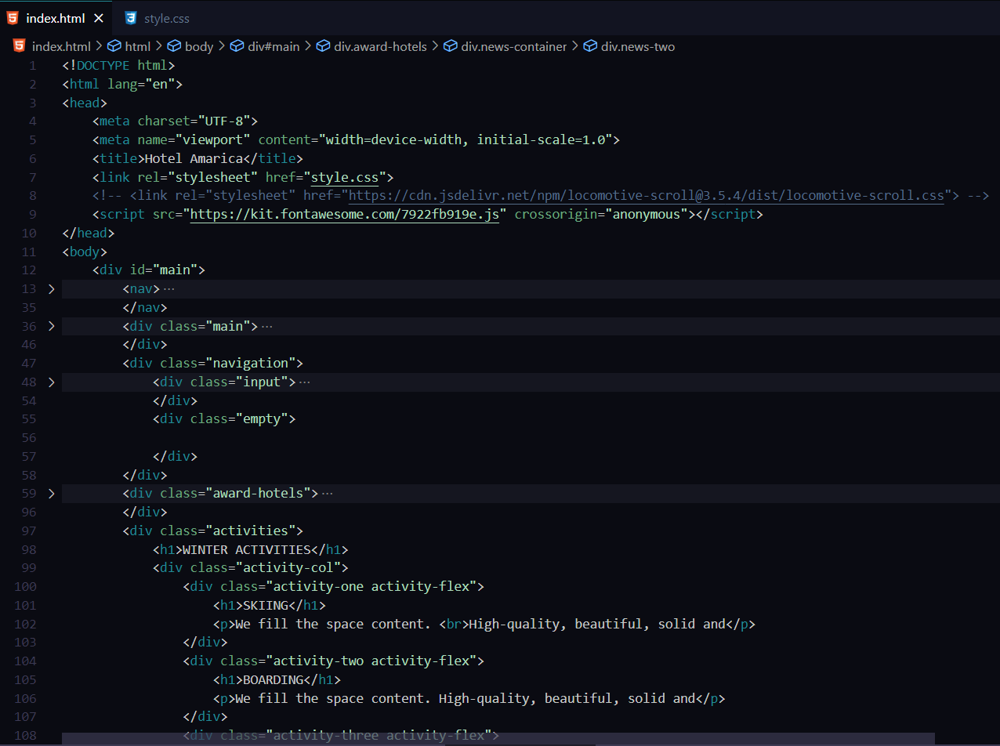 index.html × style.css
index.html > html > body > div#main > div.award-hotels > div.news-container > div.news-two
1 <!DOCTYPE html>
2 <html lang="en">
3 <head>
4 <meta charset="UTF-8">
5 <meta name="viewport" content="width=device-width, initial-scale=1.0">
6 <title>Hotel Amarica</title>
7 <link rel="stylesheet" href="style.css">
8 <!-- <link rel="stylesheet" href="https://cdn.jsdelivr.net/npm/locomotive-scroll@3.5.4/dist/locomotive-scroll.css"> -->
9 <script src="https://kit.fontawesome.com/7922fb919e.js" crossorigin="anonymous"></script>
10 </head>
11 <body>
12 <div id="main">
13 > <nav> ···
35 </nav>
36 > <div class="main"> ···
46 </div>
47 <div class="navigation">
48 > <div class="input"> ···
54 </div>
55 <div class="empty">
56
57 </div>
58 </div>
59 > <div class="award-hotels"> ···
96 </div>
97 <div class="activities">
98 <h1>WINTER ACTIVITIES</h1>
99 <div class="activity-col">
100 <div class="activity-one activity-flex">
101 <h1>SKIING</h1>
102 <p>We fill the space content. <br>High-quality, beautiful, solid and</p>
103 </div>
104 <div class="activity-two activity-flex">
105 <h1>BOARDING</h1>
106 <p>We fill the space content. High-quality, beautiful, solid and</p>
107 </div>
108 <div class="activity-three activity-flex">